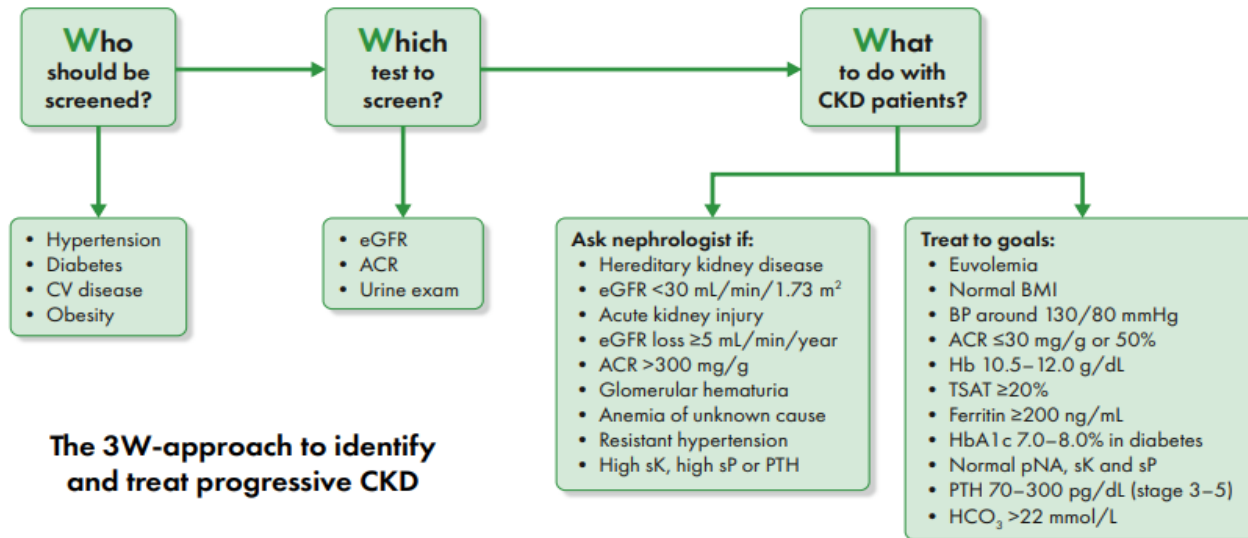 Who
should be
screened?
Which
test to
screen?
What
to do with
CKD patients?
• Hypertension
• Diabetes
• CV disease
• Obesity
• eGFR
• ACR
• Urine exam
Ask nephrologist if:
• Hereditary kidney disease
• eGFR <30 mL/min/1.73 m²
• Acute kidney injury
• eGFR loss ≥5 mL/min/year
• ACR >300 mg/g
• Glomerular hematuria
• Anemia of unknown cause
• Resistant hypertension
• High sK, high sP or PTH
Treat to goals:
• Euvolemia
• Normal BMI
• BP around 130/80 mmHg
• ACR ≤30 mg/g or 50%
• Hb 10.5–12.0 g/dL
• TSAT ≥20%
• Ferritin ≥200 ng/mL
• HbA1c 7.0–8.0% in diabetes
• Normal pNA, sK and sP
• PTH 70–300 pg/dL (stage 3–5)
• HCO₃ >22 mmol/L
The 3W-approach to identify
and treat progressive CKD